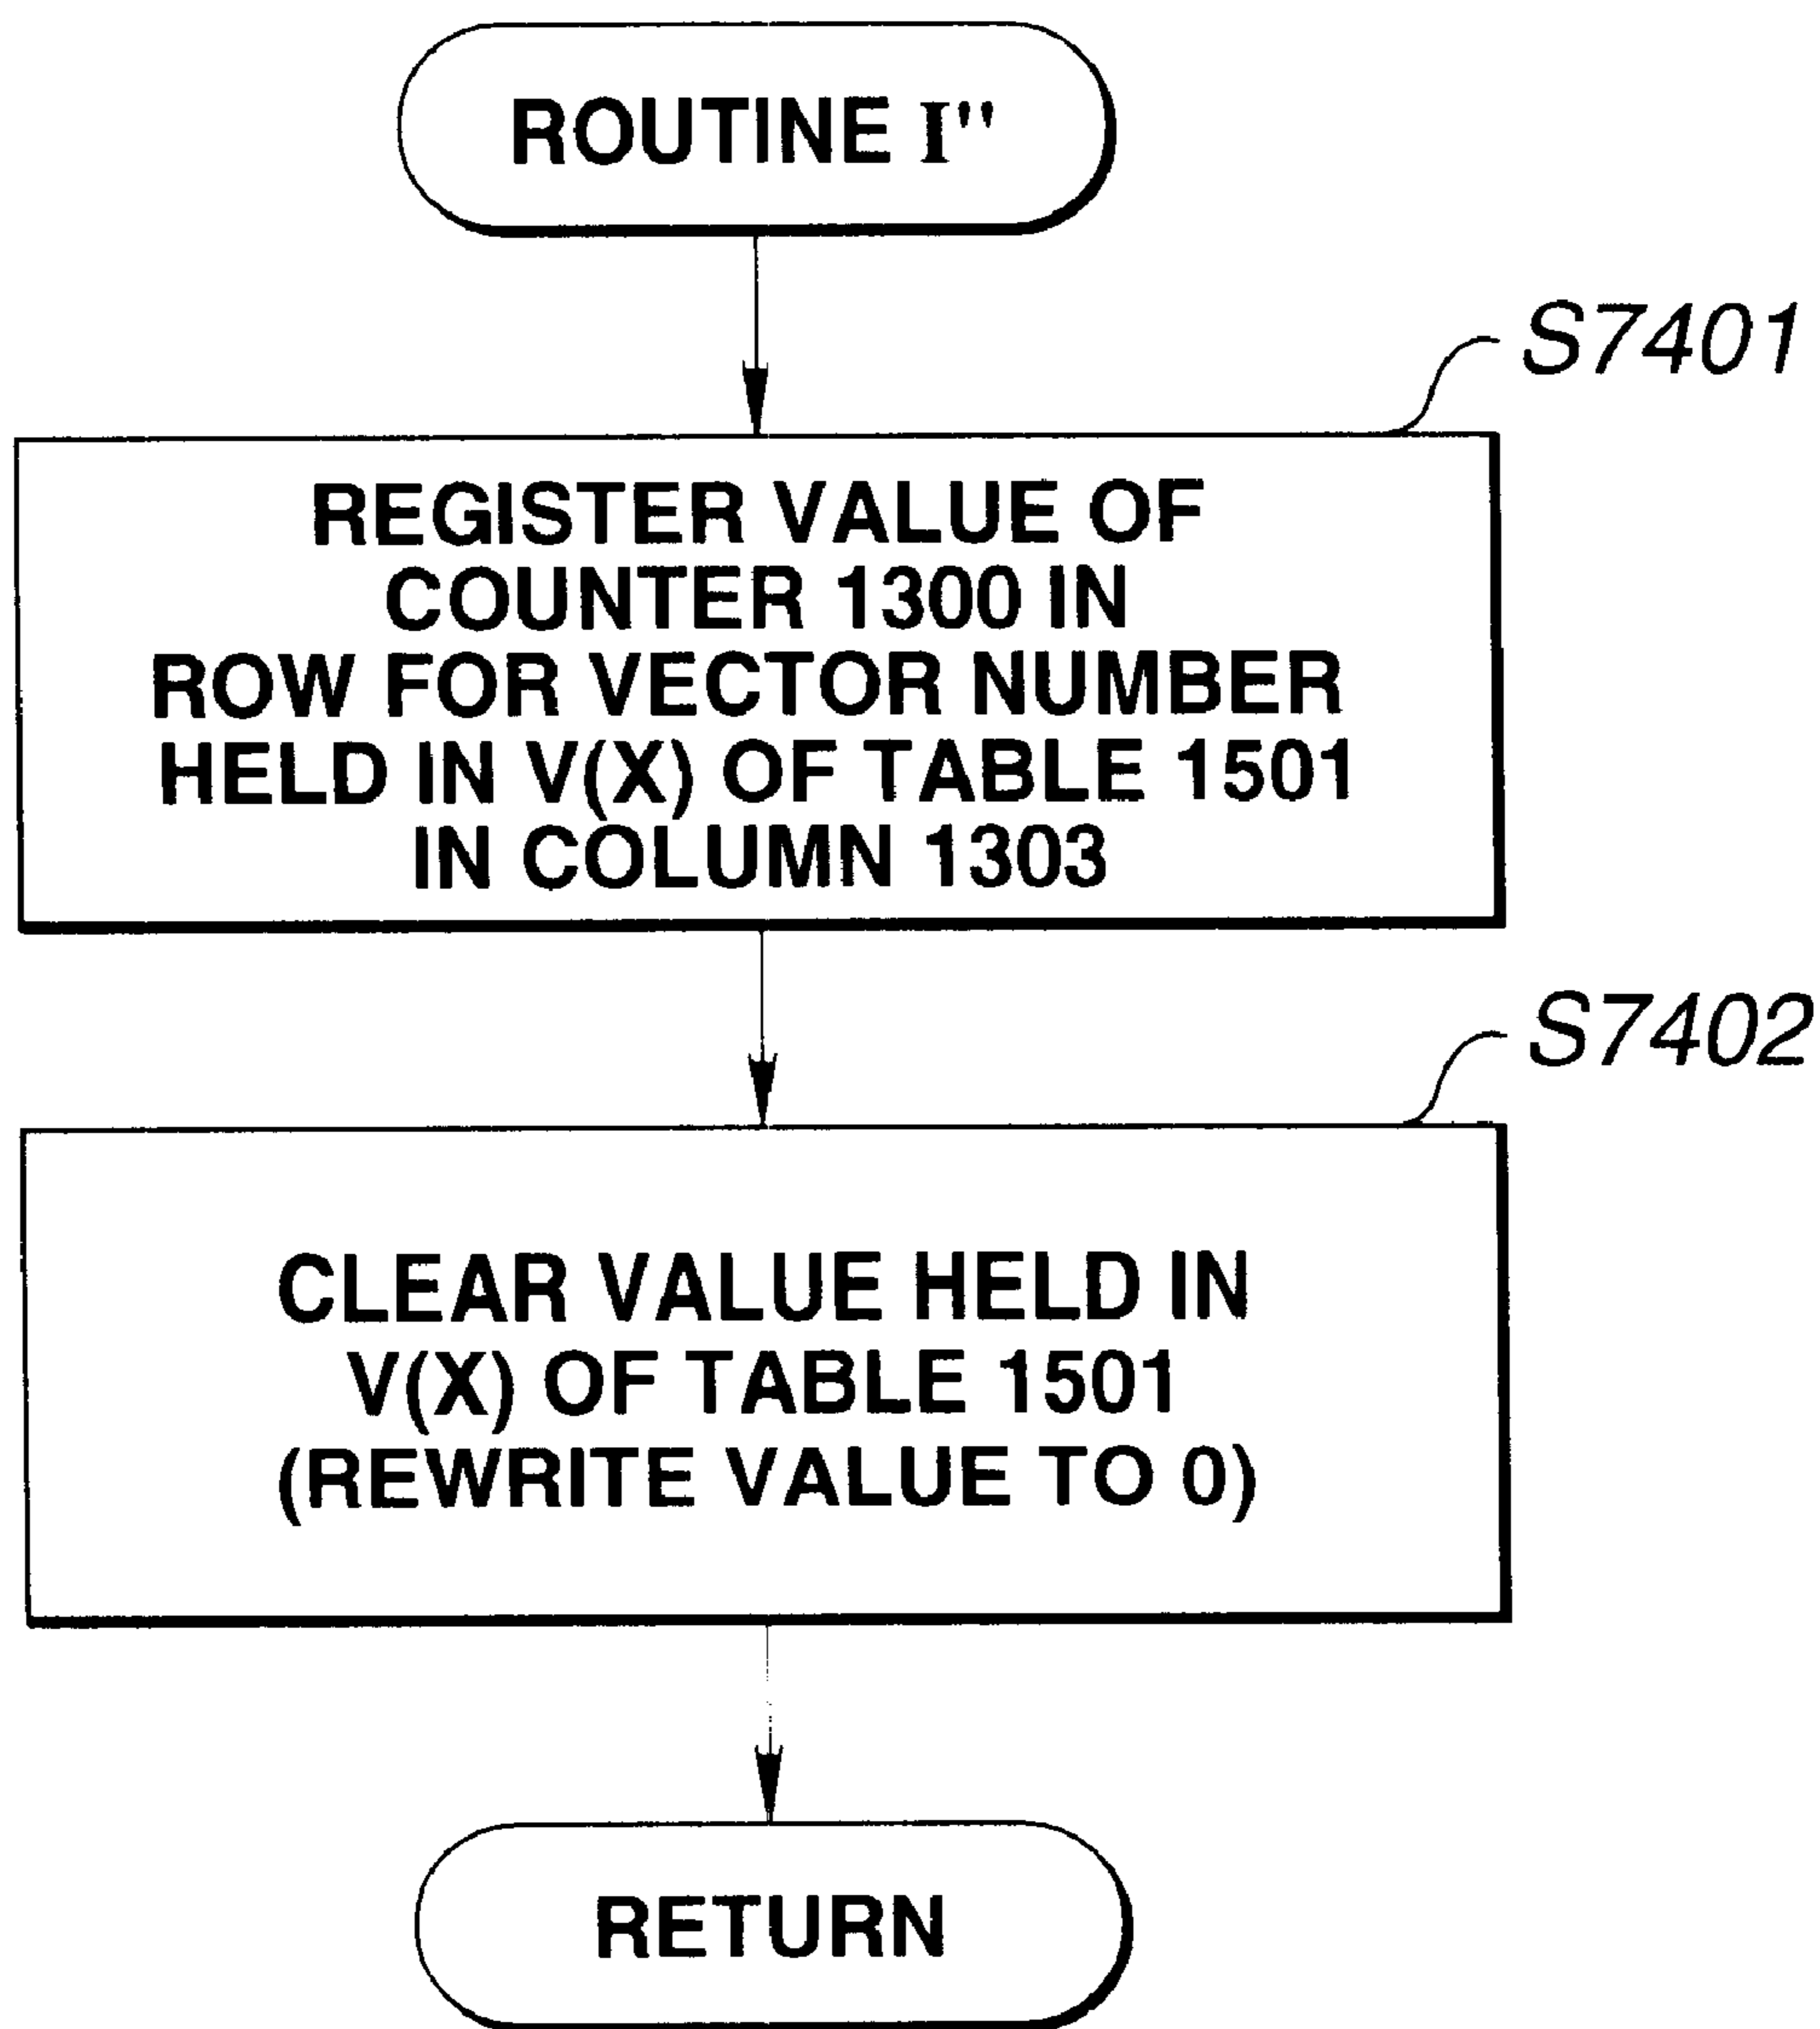 ROUTINE I"
S7401
REGISTER VALUE OF
COUNTER 1300 IN
ROW FOR VECTOR NUMBER
HELD IN V(X) OF TABLE 1501
IN COLUMN 1303
S7402
CLEAR VALUE HELD IN
V(X) OF TABLE 1501
(REWRITE VALUE TO 0)
RETURN